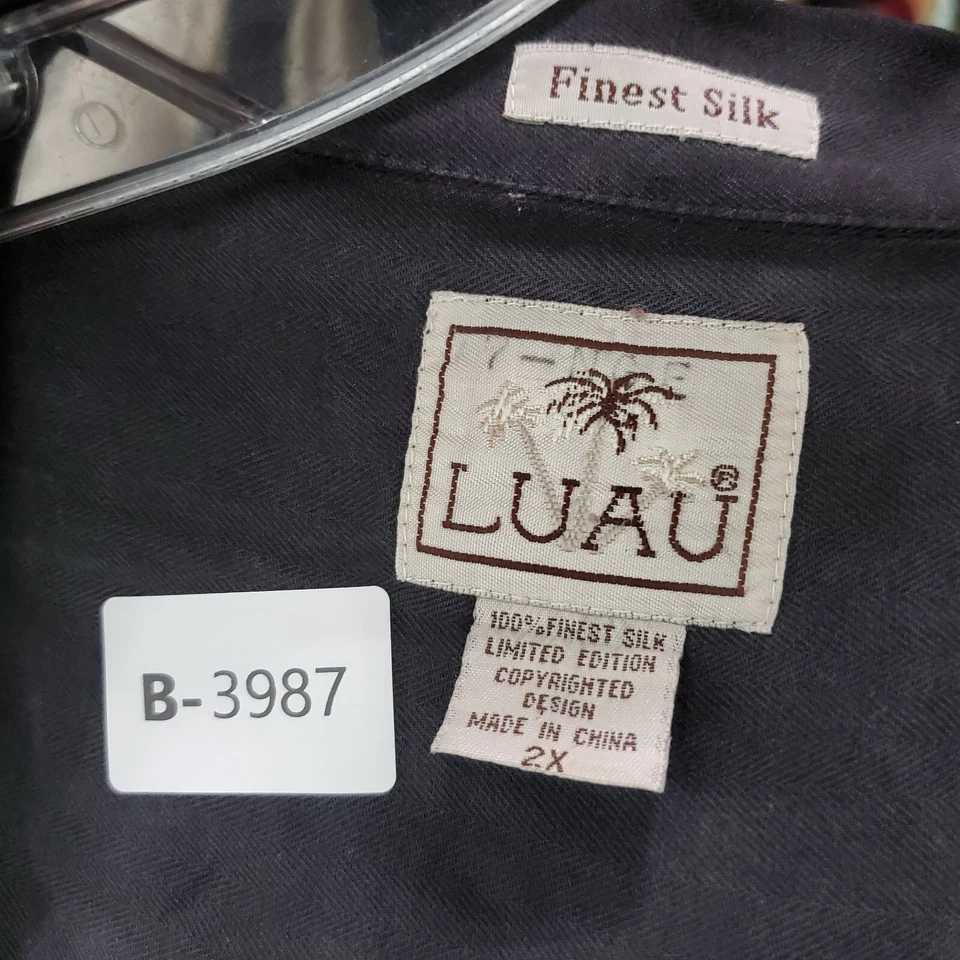 Finest Silk
LUAU®
100% FINEST SILK
LIMITED EDITION
COPYRIGHTED
DESIGN
MADE IN CHINA
2X
B-3987